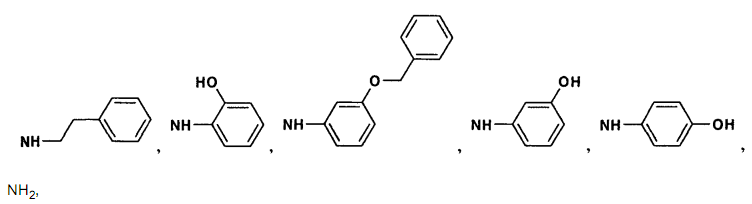 NH , HO NH , NH O , NH OH , NH OH ,
NH₂,